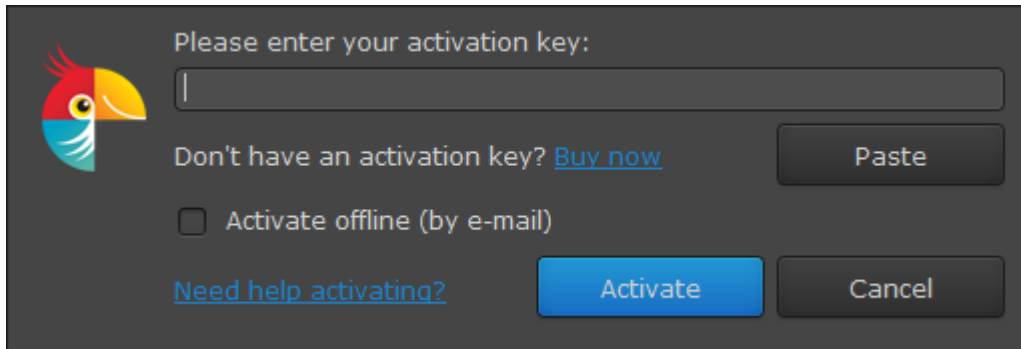 Please enter your activation key:
Don't have an activation key? Buy now
Paste
Activate offline (by e-mail)
Need help activating?
Activate
Cancel